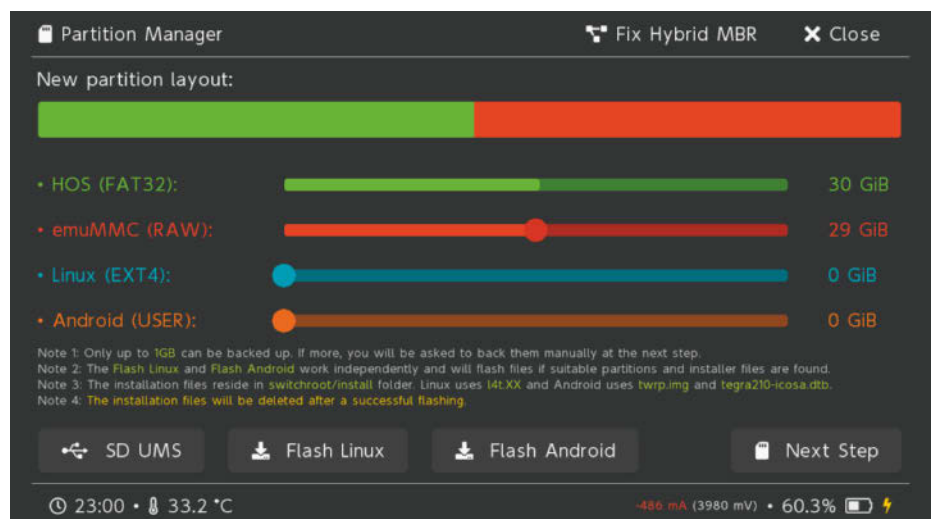 Partition Manager Fix Hybrid MBR Close
New partition layout:
• HOS (FAT32): 30 GiB
• emuMMC (RAW): 29 GiB
• Linux (EXT4): 0 GiB
• Android (USER): 0 GiB
Note 1: Only up to 1GB can be backed up. If more, you will be asked to back them manually at the next step.
Note 2: The Flash Linux and Flash Android work independently and will flash files if suitable partitions and installer files are found.
Note 3: The installation files reside in switchroot/install folder. Linux uses l4t.XX and Android uses twrp.img and tegra210-icosa.dtb.
Note 4: The installation files will be deleted after a successful flashing.
SD UMS Flash Linux Flash Android Next Step
23:00 • 33.2 °C -486 mA (3980 mV) • 60.3%